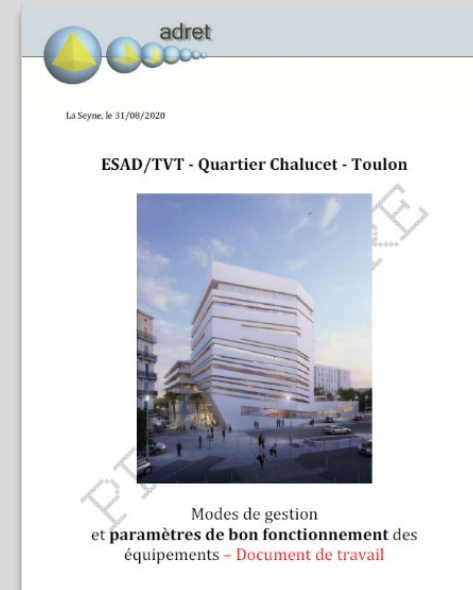 adret
La Seyne, le 31/08/2020
ESAD/TVT - Quartier Chalucet - Toulon
Modes de gestion
et paramètres de bon fonctionnement des
équipements – Document de travail